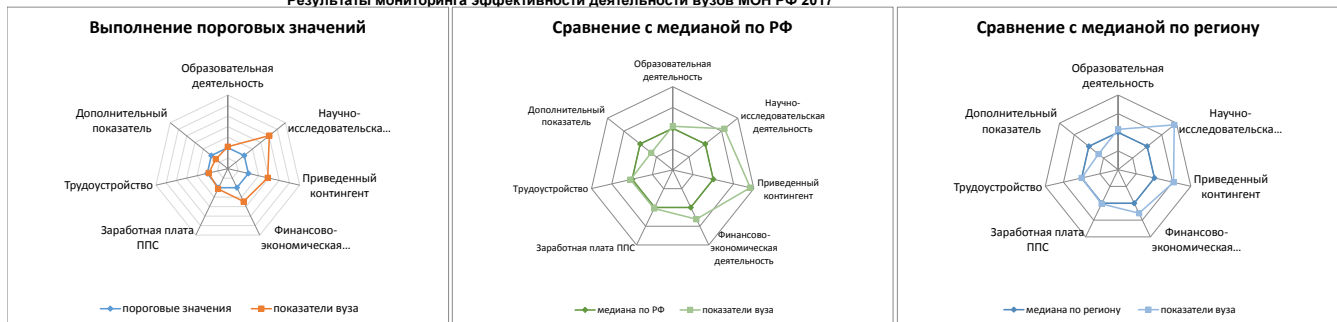 Результаты мониторинга эффективности деятельности вузов МОН РФ 2017
Выполнение пороговых значений
Образовательная
деятельность
Научно-
исследовательска...
Приведенный
контингент
Финансово-
экономическая...
Заработная плата
ППС
Трудоустройство
Дополнительный
показатель
пороговые значения
показатели вуза
Сравнение с медианой по РФ
Образовательная
деятельность
Научно-
исследовательская
деятельность
Приведенный
контингент
Финансово-
экономическая
деятельность
Заработная плата ППС
Трудоустройство
Дополнительный
показатель
медиана по РФ
показатели вуза
Сравнение с медианой по региону
Образовательная
деятельность
Научно-
исследовательска...
Приведенный
контингент
Финансово-
экономическая...
Заработная плата
ППС
Трудоустройство
Дополнительный
показатель
медиана по региону
показатели вуза